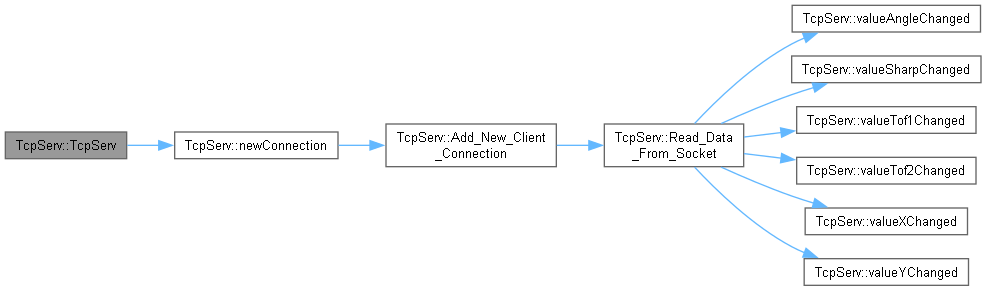 TcpServ::TcpServ
TcpServ::newConnection
TcpServ::Add_New_Client
_Connection
TcpServ::Read_Data
_From_Socket
TcpServ::valueAngleChanged
TcpServ::valueSharpChanged
TcpServ::valueTof1Changed
TcpServ::valueTof2Changed
TcpServ::valueXChanged
TcpServ::valueYChanged